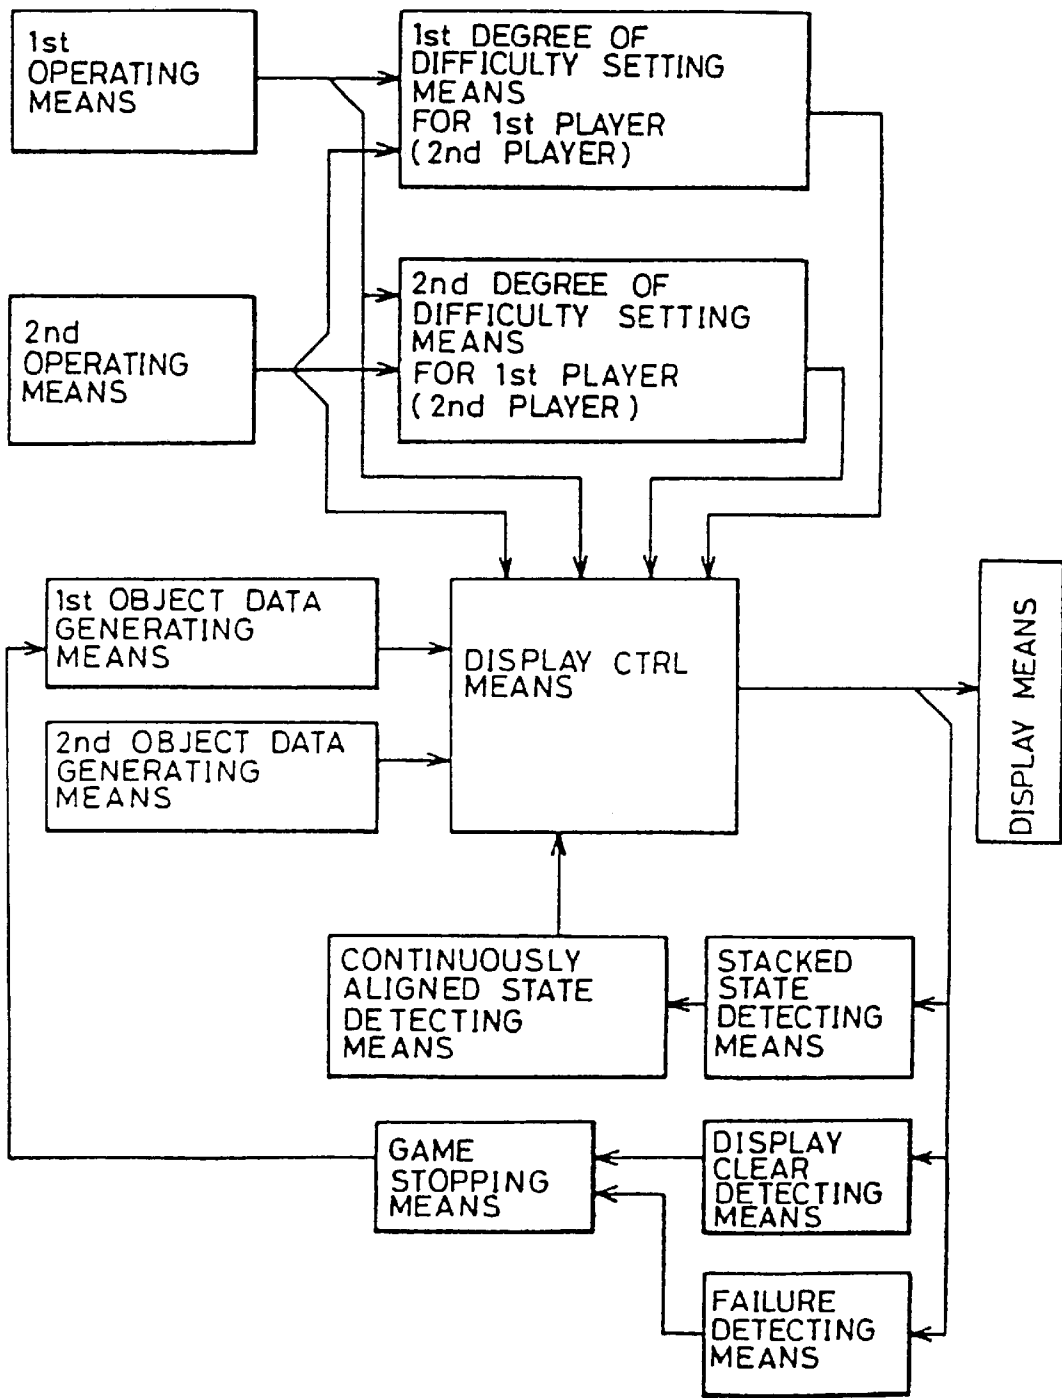 1st
OPERATING
MEANS
1st DEGREE OF
DIFFICULTY SETTING
MEANS
FOR 1st PLAYER
(2nd PLAYER)
2nd
OPERATING
MEANS
2nd DEGREE OF
DIFFICULTY SETTING
MEANS
FOR 1st PLAYER
(2nd PLAYER)
1st OBJECT DATA
GENERATING
MEANS
2nd OBJECT DATA
GENERATING
MEANS
DISPLAY CTRL
MEANS
DISPLAY MEANS
CONTINUOUSLY
ALIGNED STATE
DETECTING
MEANS
STACKED
STATE
DETECTING
MEANS
GAME
STOPPING
MEANS
DISPLAY
CLEAR
DETECTING
MEANS
FAILURE
DETECTING
MEANS